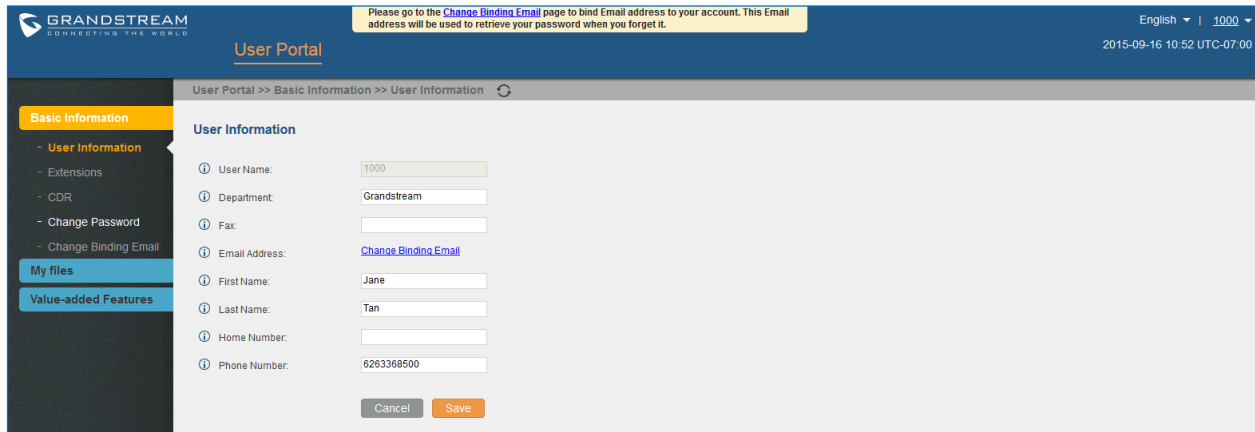 GRANDSTREAM
CONNECTING THE WORLD
Please go to the Change Binding Email page to bind Email address to your account. This Email
address will be used to retrieve your password when you forget it.
English | 1000
User Portal
2015-09-16 10:52 UTC-07:00
User Portal >> Basic Information >> User Information
Basic Information
- User Information
- Extensions
- CDR
- Change Password
- Change Binding Email
My files
Value-added Features
User Information
User Name: 1000
Department: Grandstream
Fax:
Email Address: Change Binding Email
First Name: Jane
Last Name: Tan
Home Number:
Phone Number: 6263368500
Cancel Save